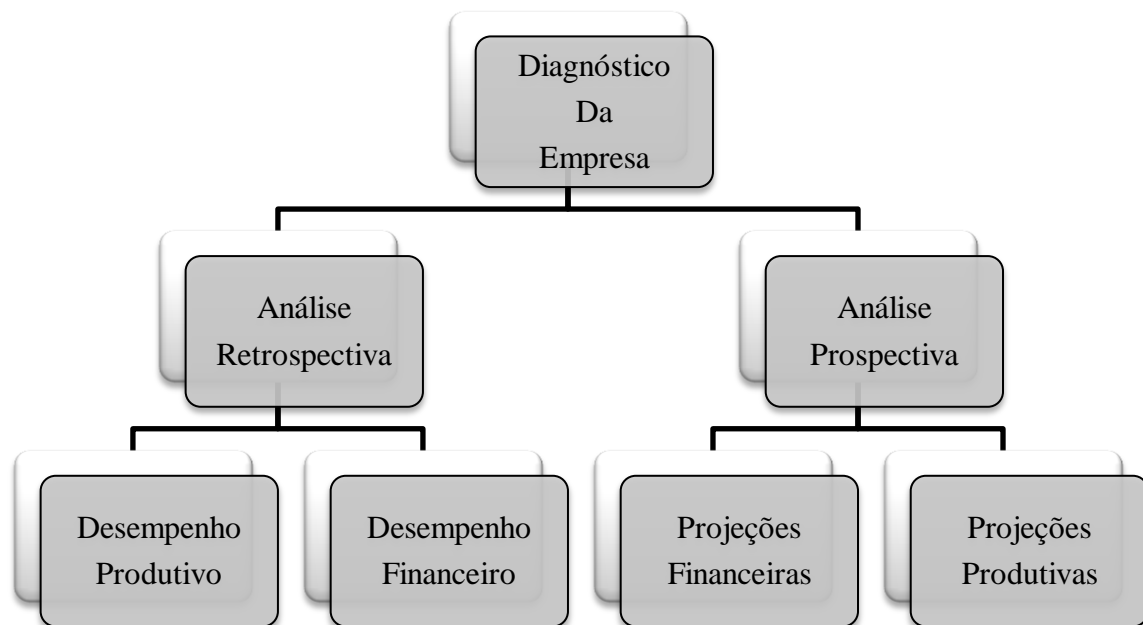 Diagnóstico
Da
Empresa
Análise
Retrospectiva
Análise
Prospectiva
Desempenho
Produtivo
Desempenho
Financeiro
Projeções
Financeiras
Projeções
Produtivas